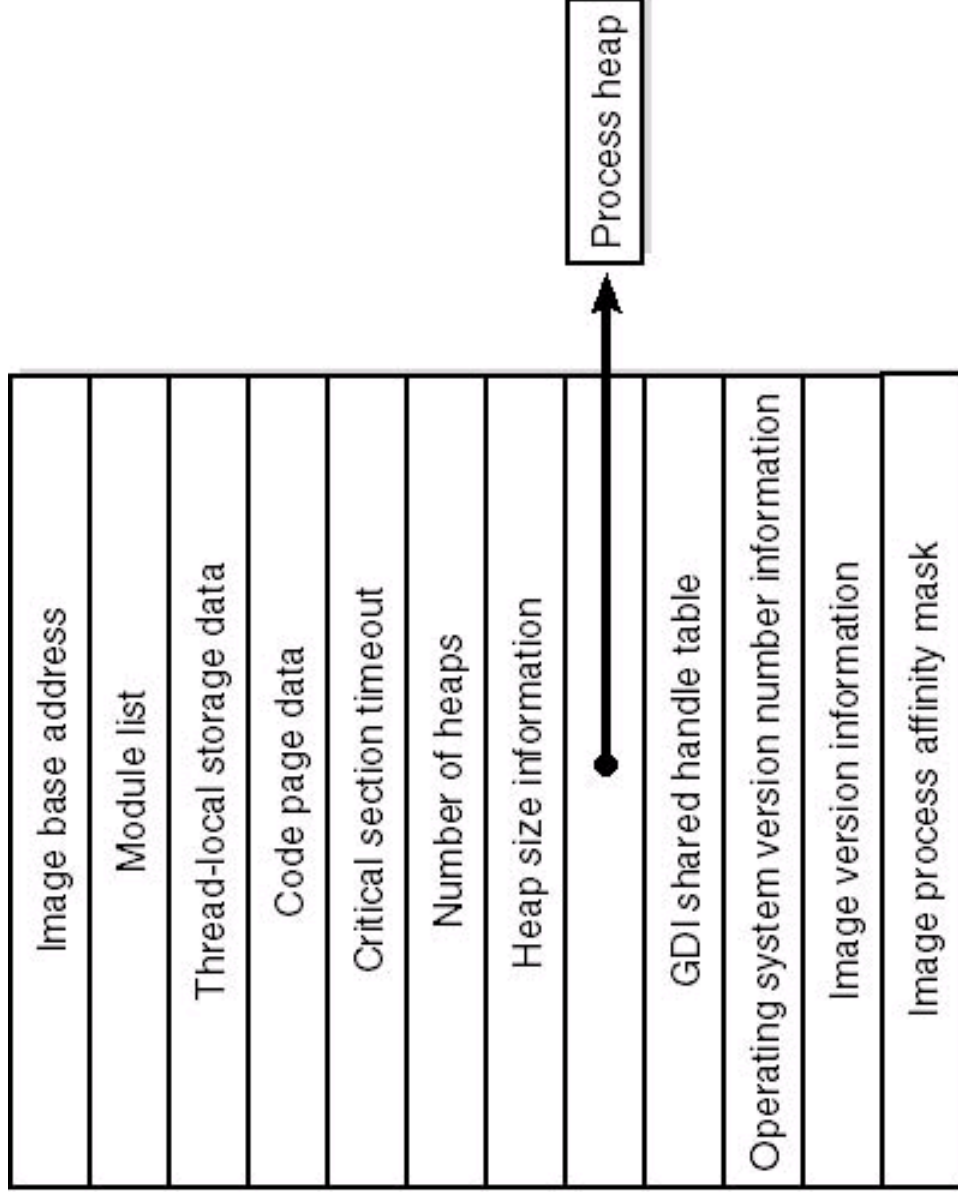 Image base address
Module list
Thread-local storage data
Code page data
Critical section timeout
Number of heaps
Heap size information
Process heap
GDI shared handle table
Operating system version number information
Image version information
Image process affinity mask